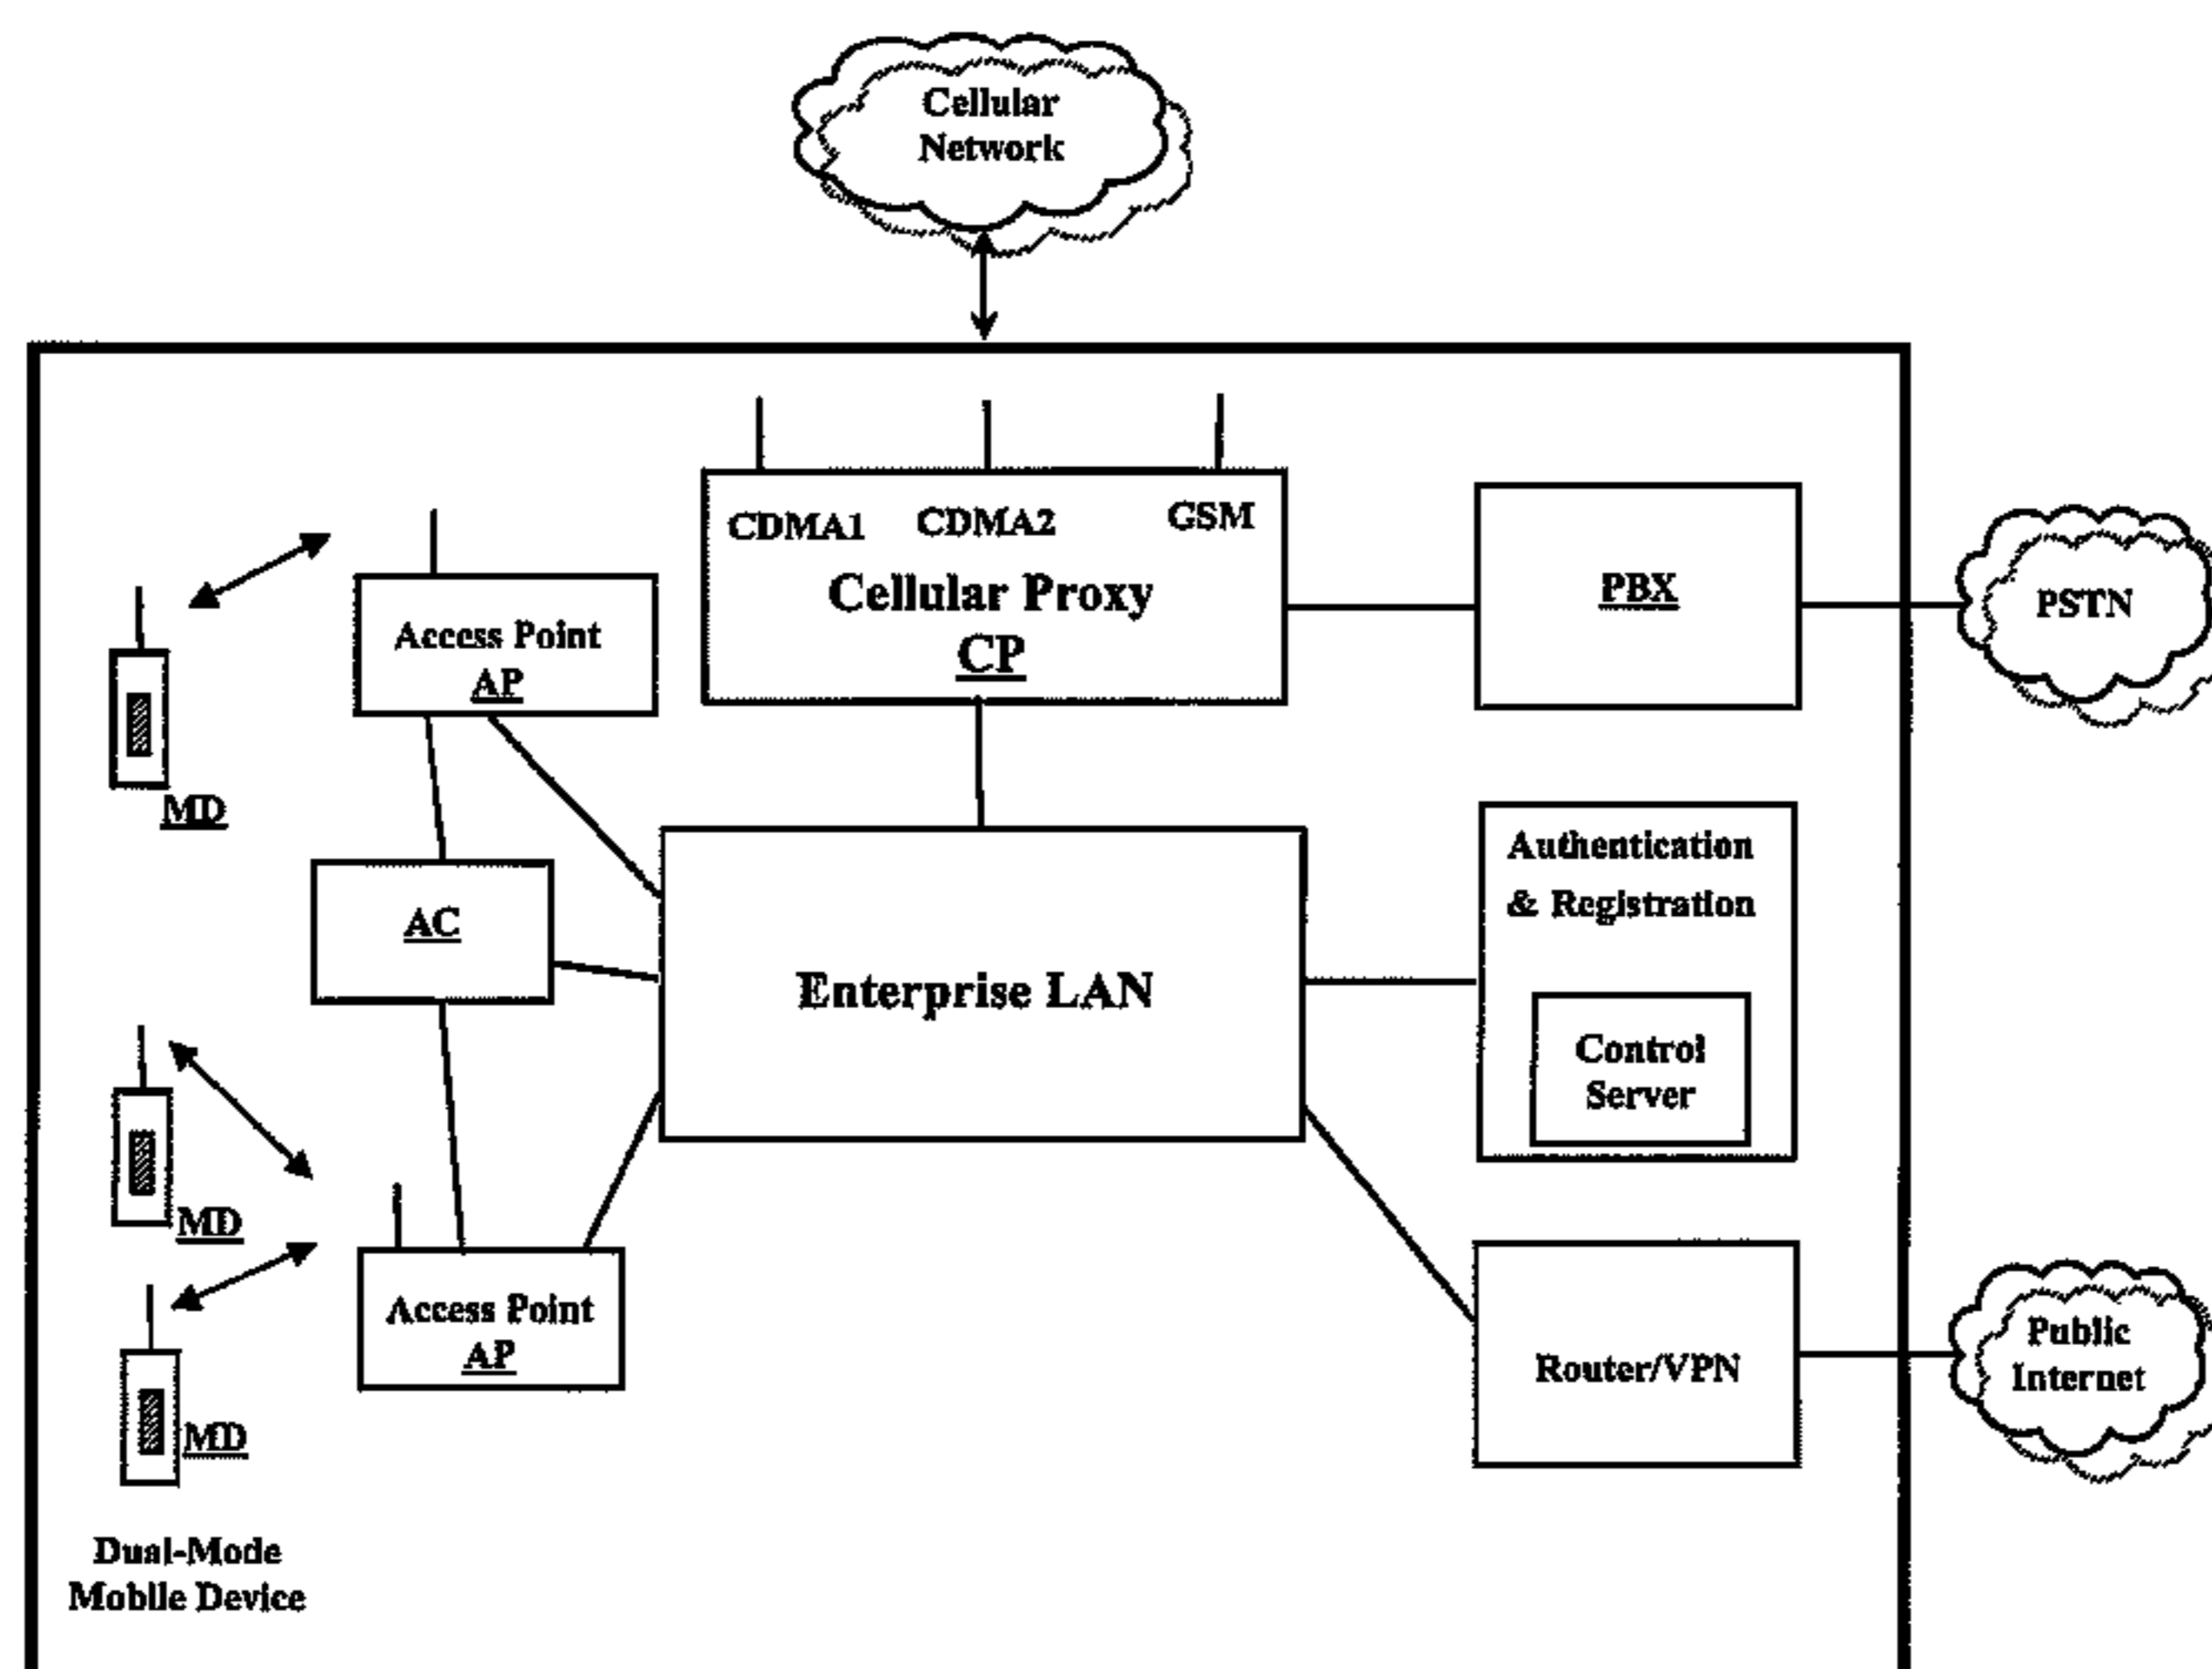 Cellular
Network
CDMA1
CDMA2
GSM
Cellular Proxy
CP
PBX
PSTN
Access Point
AP
MD
AC
Enterprise LAN
Authentication
& Registration
Control
Server
MD
Access Point
AP
MD
Router/VPN
Public
Internet
Dual-Mode
Mobile Device